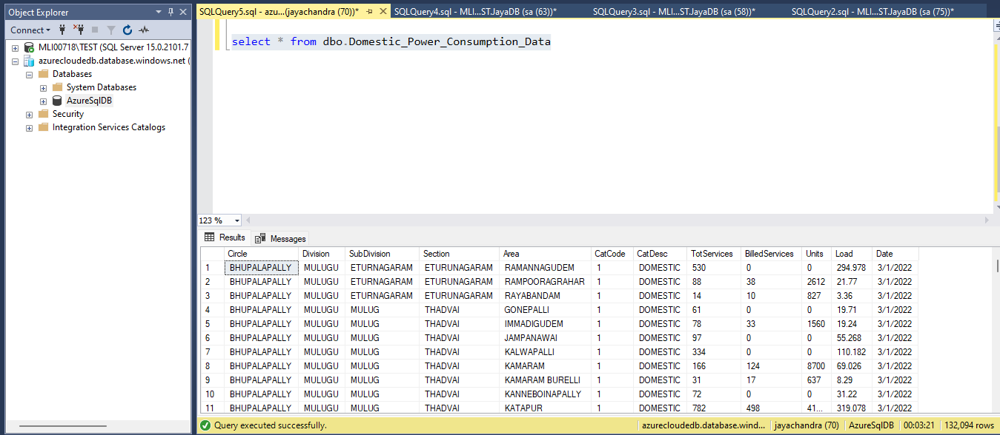 Object Explorer
Connect
MLI00718\TEST (SQL Server 15.0.2101.7
azurecloudedb.database.windows.net (
Databases
System Databases
AzureSqlDB
Security
Integration Services Catalogs
SQLQuery5.sql - azu...(jayachandra (70))* SQLQuery4.sql - MLI...ST.JayaDB (sa (63))* SQLQuery3.sql - MLI...ST.JayaDB (sa (58))* SQLQuery2.sql - MLI...ST.JayaDB (sa (75))*
select * from dbo.Domestic_Power_Consumption_Data
123 %
Results Messages
Circle Division SubDivision Section Area CatCode CatDesc TotServices BilledServices Units Load Date
1 BHUPALAPALLY MULUGU ETURNAGARAM ETURUNAGARAM RAMANNAGUDEM 1 DOMESTIC 530 0 0 294.978 3/1/2022
2 BHUPALAPALLY MULUGU ETURNAGARAM ETURUNAGARAM RAMPOORAGRAHAR 1 DOMESTIC 88 38 2612 21.77 3/1/2022
3 BHUPALAPALLY MULUGU ETURNAGARAM ETURUNAGARAM RAYABANDAM 1 DOMESTIC 14 10 827 3.36 3/1/2022
4 BHUPALAPALLY MULUGU MULUG THADVAI GONEPALLI 1 DOMESTIC 61 0 0 19.71 3/1/2022
5 BHUPALAPALLY MULUGU MULUG THADVAI IMMADIGUDEM 1 DOMESTIC 78 33 1560 19.24 3/1/2022
6 BHUPALAPALLY MULUGU MULUG THADVAI JAMPANAWAI 1 DOMESTIC 97 0 0 55.268 3/1/2022
7 BHUPALAPALLY MULUGU MULUG THADVAI KALWAPALLI 1 DOMESTIC 334 0 0 110.182 3/1/2022
8 BHUPALAPALLY MULUGU MULUG THADVAI KAMARAM 1 DOMESTIC 166 124 8700 69.026 3/1/2022
9 BHUPALAPALLY MULUGU MULUG THADVAI KAMARAM BURELLI 1 DOMESTIC 31 17 637 8.29 3/1/2022
10 BHUPALAPALLY MULUGU MULUG THADVAI KANNEBOINAPALLY 1 DOMESTIC 72 0 0 31.22 3/1/2022
11 BHUPALAPALLY MULUGU MULUG THADVAI KATAPUR 1 DOMESTIC 782 498 41... 319.078 3/1/2022
Query executed successfully. azurecloudedb.database.wind... jayachandra (70) AzureSqlDB 00:03:21 132,094 rows